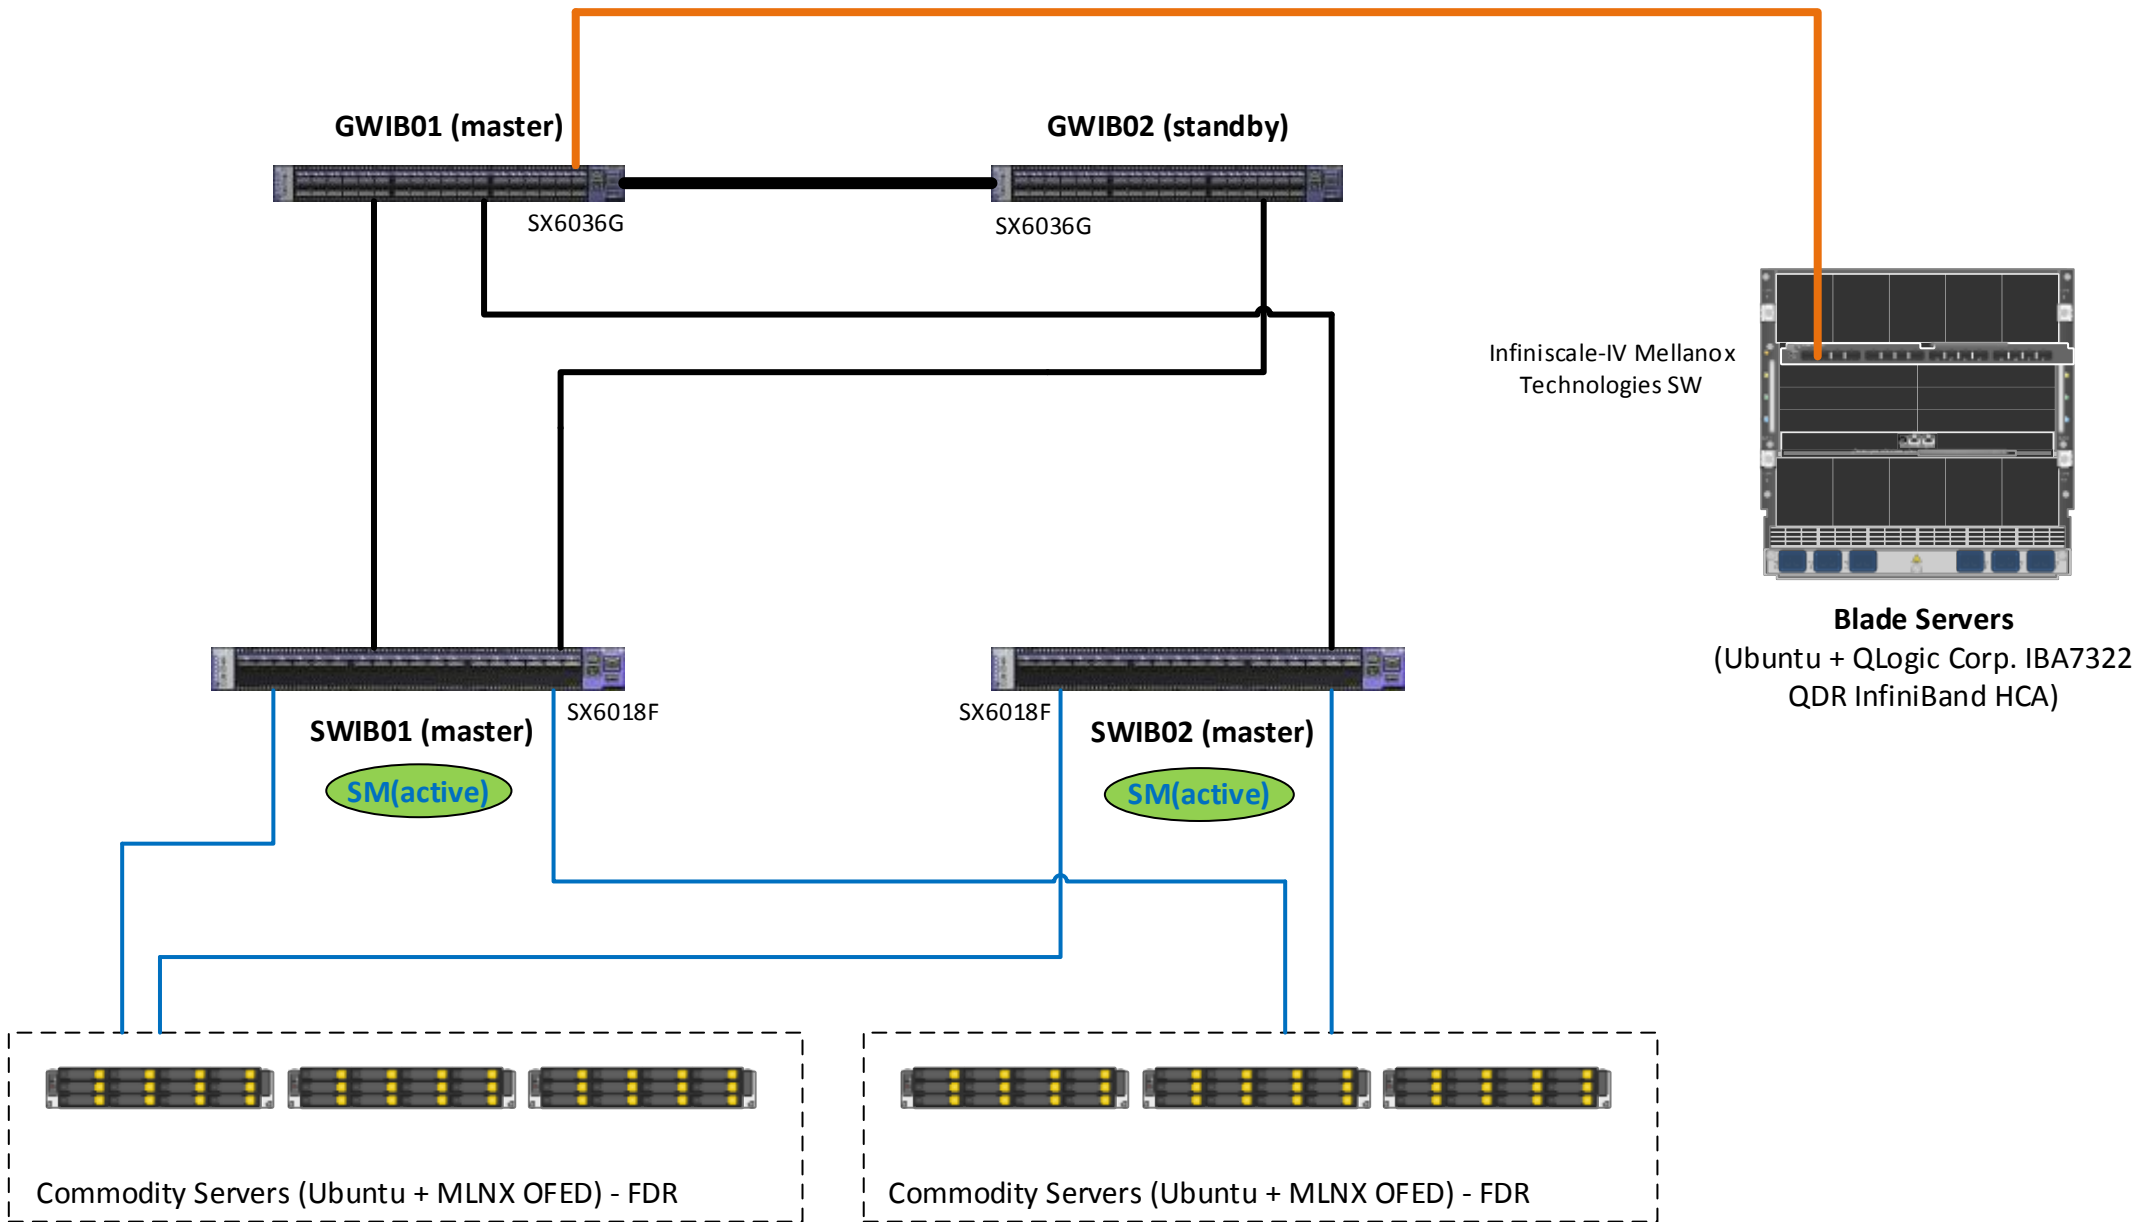 GWIB01 (master)
GWIB02 (standby)
SX6036G
SX6036G
Infiniscale-IV Mellanox
Technologies SW
Blade Servers
(Ubuntu + QLogic Corp. IBA7322
QDR InfiniBand HCA)
SX6018F
SWIB01 (master)
SM(active)
SX6018F
SWIB02 (master)
SM(active)
Commodity Servers (Ubuntu + MLNX OFED) - FDR
Commodity Servers (Ubuntu + MLNX OFED) - FDR